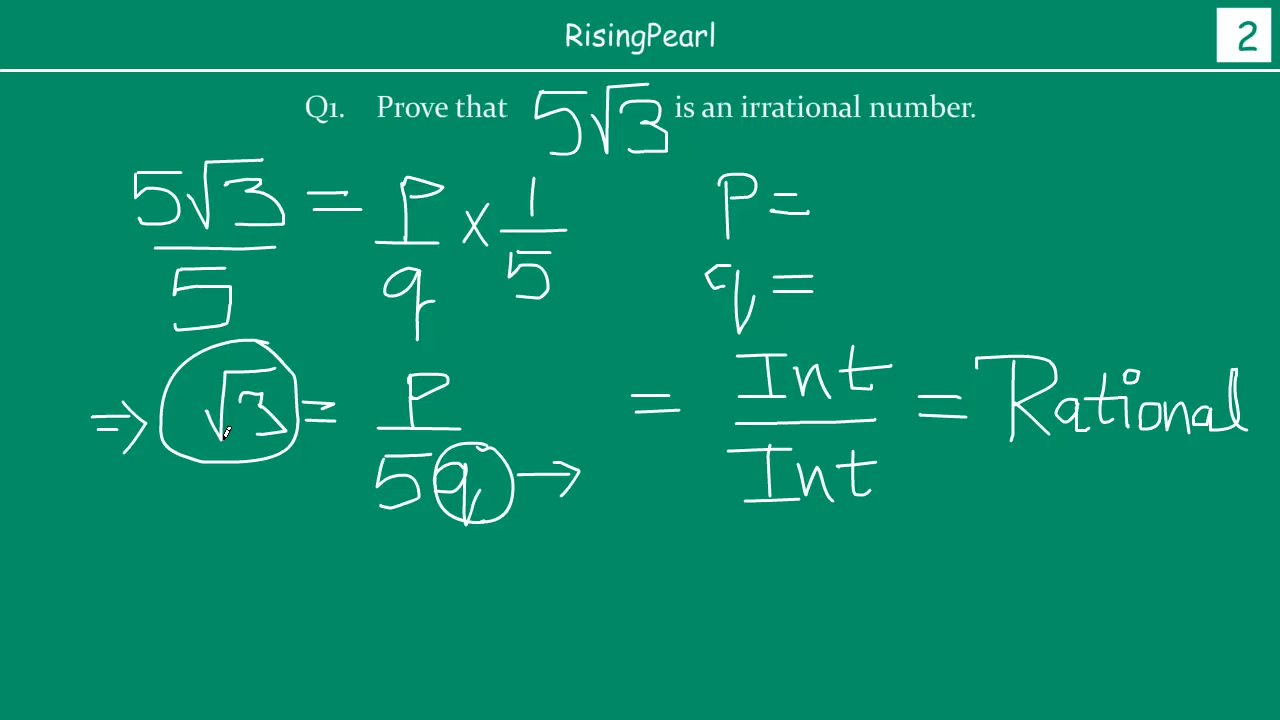 RisingPearl
2
Q1. Prove that 5√3 is an irrational number.
5√3/5 = P/q × 1/5
P =
q =
⇒ √3 = P/5q → = Int/Int = Rational